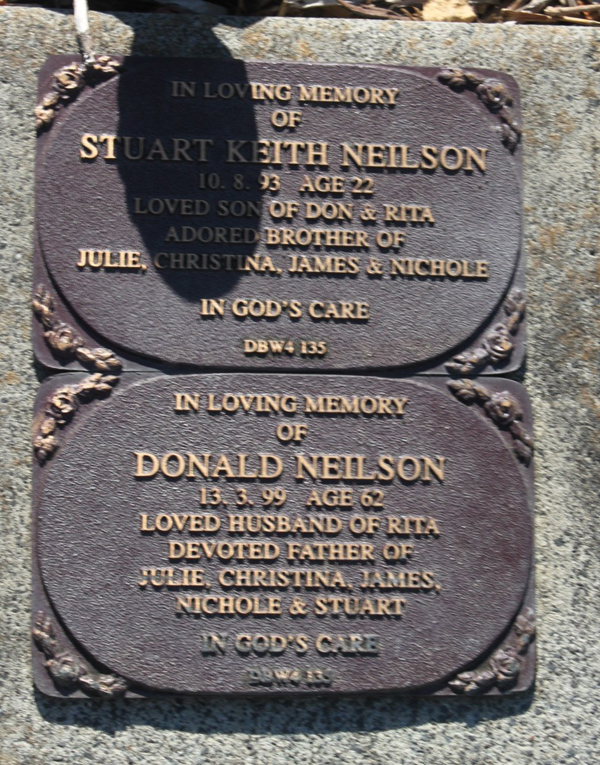 IN LOVING MEMORY
OF
STUART KEITH NEILSON
10. 8. 93 AGE 22
LOVED SON OF DON & RITA
ADORED BROTHER OF
JULIE, CHRISTINA, JAMES & NICHOLE
IN GOD'S CARE
DBW4 135
IN LOVING MEMORY
OF
DONALD NEILSON
13. 3. 99 AGE 62
LOVED HUSBAND OF RITA
DEVOTED FATHER OF
JULIE, CHRISTINA, JAMES,
NICHOLE & STUART
IN GOD'S CARE
DBW4 135